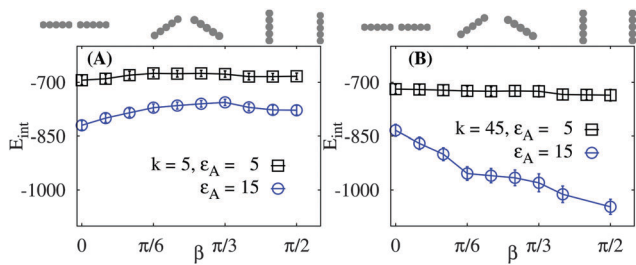 (A)
-700
-850
-1000
E_int
k = 5, ε_A = 5
ε_A = 15
0
π/6
β
π/3
π/2
(B)
-700
-850
-1000
E_int
k = 45, ε_A = 5
ε_A = 15
0
π/6
β
π/3
π/2